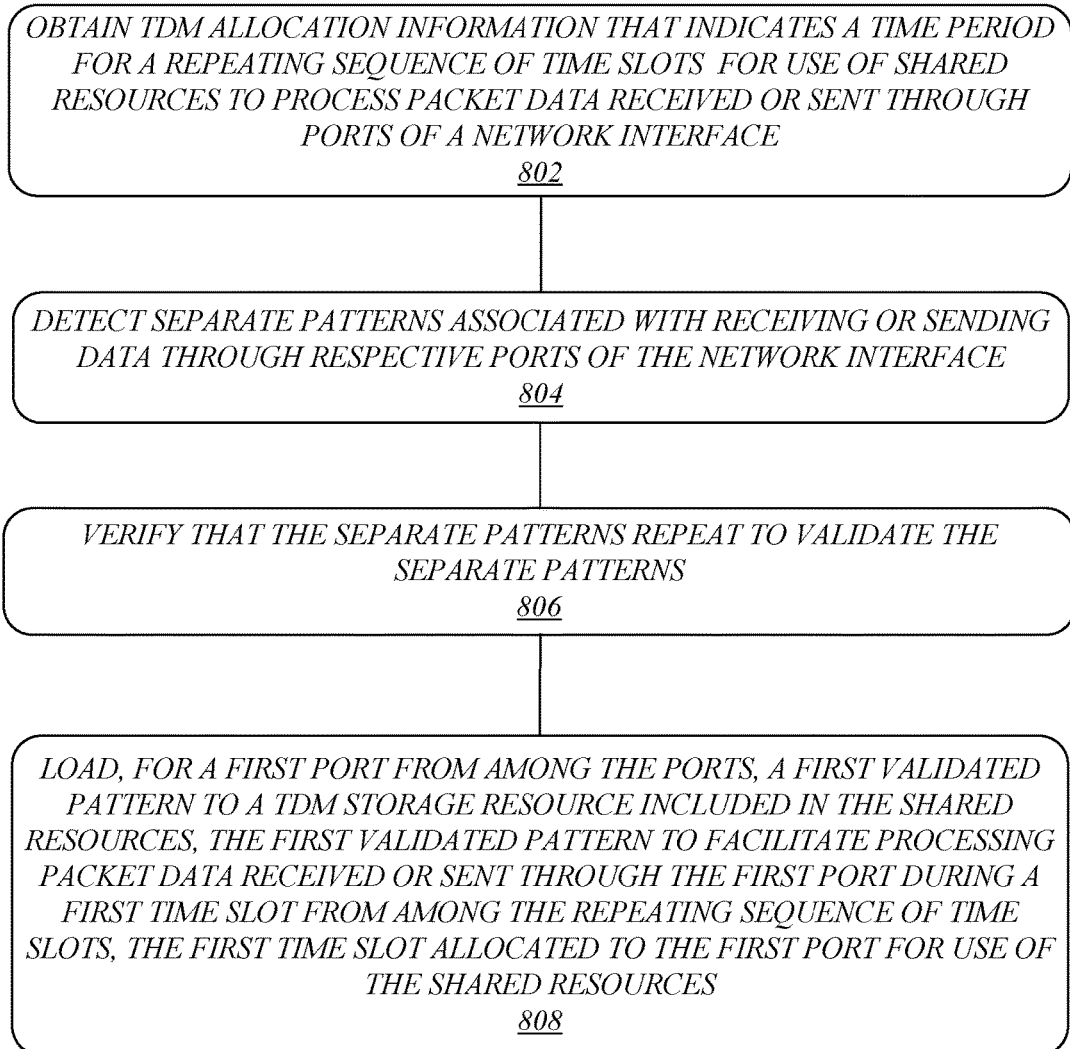 OBTAIN TDM ALLOCATION INFORMATION THAT INDICATES A TIME PERIOD
FOR A REPEATING SEQUENCE OF TIME SLOTS FOR USE OF SHARED
RESOURCES TO PROCESS PACKET DATA RECEIVED OR SENT THROUGH
PORTS OF A NETWORK INTERFACE
802
DETECT SEPARATE PATTERNS ASSOCIATED WITH RECEIVING OR SENDING
DATA THROUGH RESPECTIVE PORTS OF THE NETWORK INTERFACE
804
VERIFY THAT THE SEPARATE PATTERNS REPEAT TO VALIDATE THE
SEPARATE PATTERNS
806
LOAD, FOR A FIRST PORT FROM AMONG THE PORTS, A FIRST VALIDATED
PATTERN TO A TDM STORAGE RESOURCE INCLUDED IN THE SHARED
RESOURCES, THE FIRST VALIDATED PATTERN TO FACILITATE PROCESSING
PACKET DATA RECEIVED OR SENT THROUGH THE FIRST PORT DURING A
FIRST TIME SLOT FROM AMONG THE REPEATING SEQUENCE OF TIME
SLOTS, THE FIRST TIME SLOT ALLOCATED TO THE FIRST PORT FOR USE OF
THE SHARED RESOURCES
808